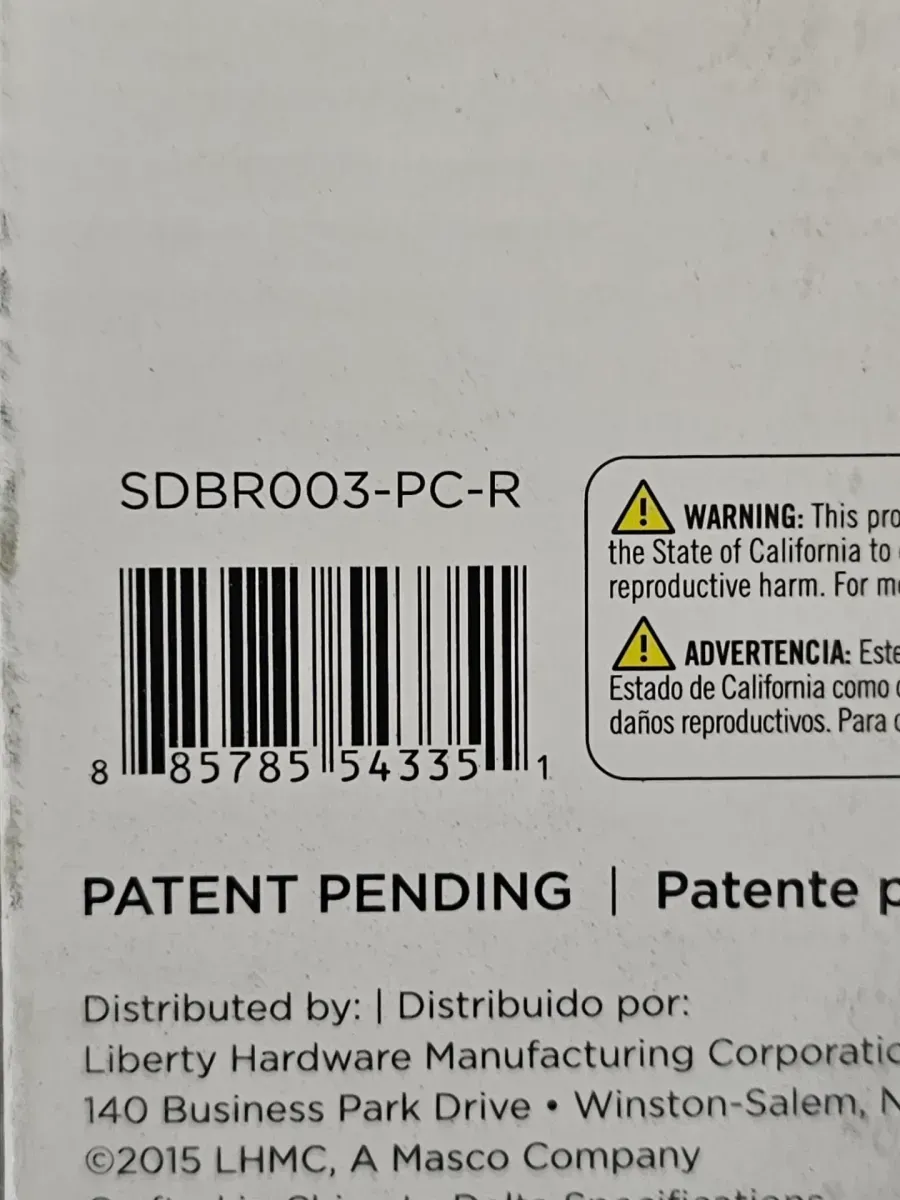 SDBR003-PC-R
8 85785 54335 1
WARNING: This pro
the State of California to
reproductive harm. For m
ADVERTENCIA: Este
Estado de California como
daños reproductivos. Para
PATENT PENDING | Patente p
Distributed by: | Distribuido por:
Liberty Hardware Manufacturing Corporatio
140 Business Park Drive • Winston-Salem, N
©2015 LHMC, A Masco Company